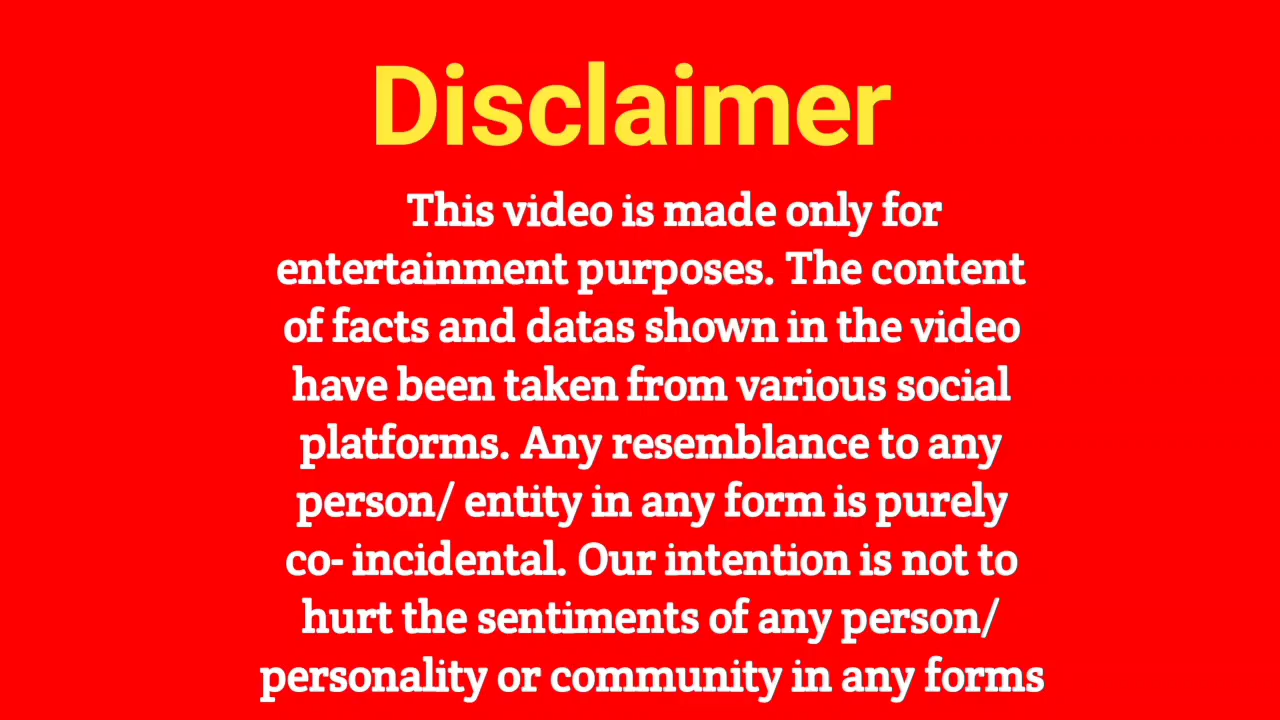 Disclaimer
This video is made only for
entertainment purposes. The content
of facts and datas shown in the video
have been taken from various social
platforms. Any resemblance to any
person/ entity in any form is purely
co- incidental. Our intention is not to
hurt the sentiments of any person/
personality or community in any forms